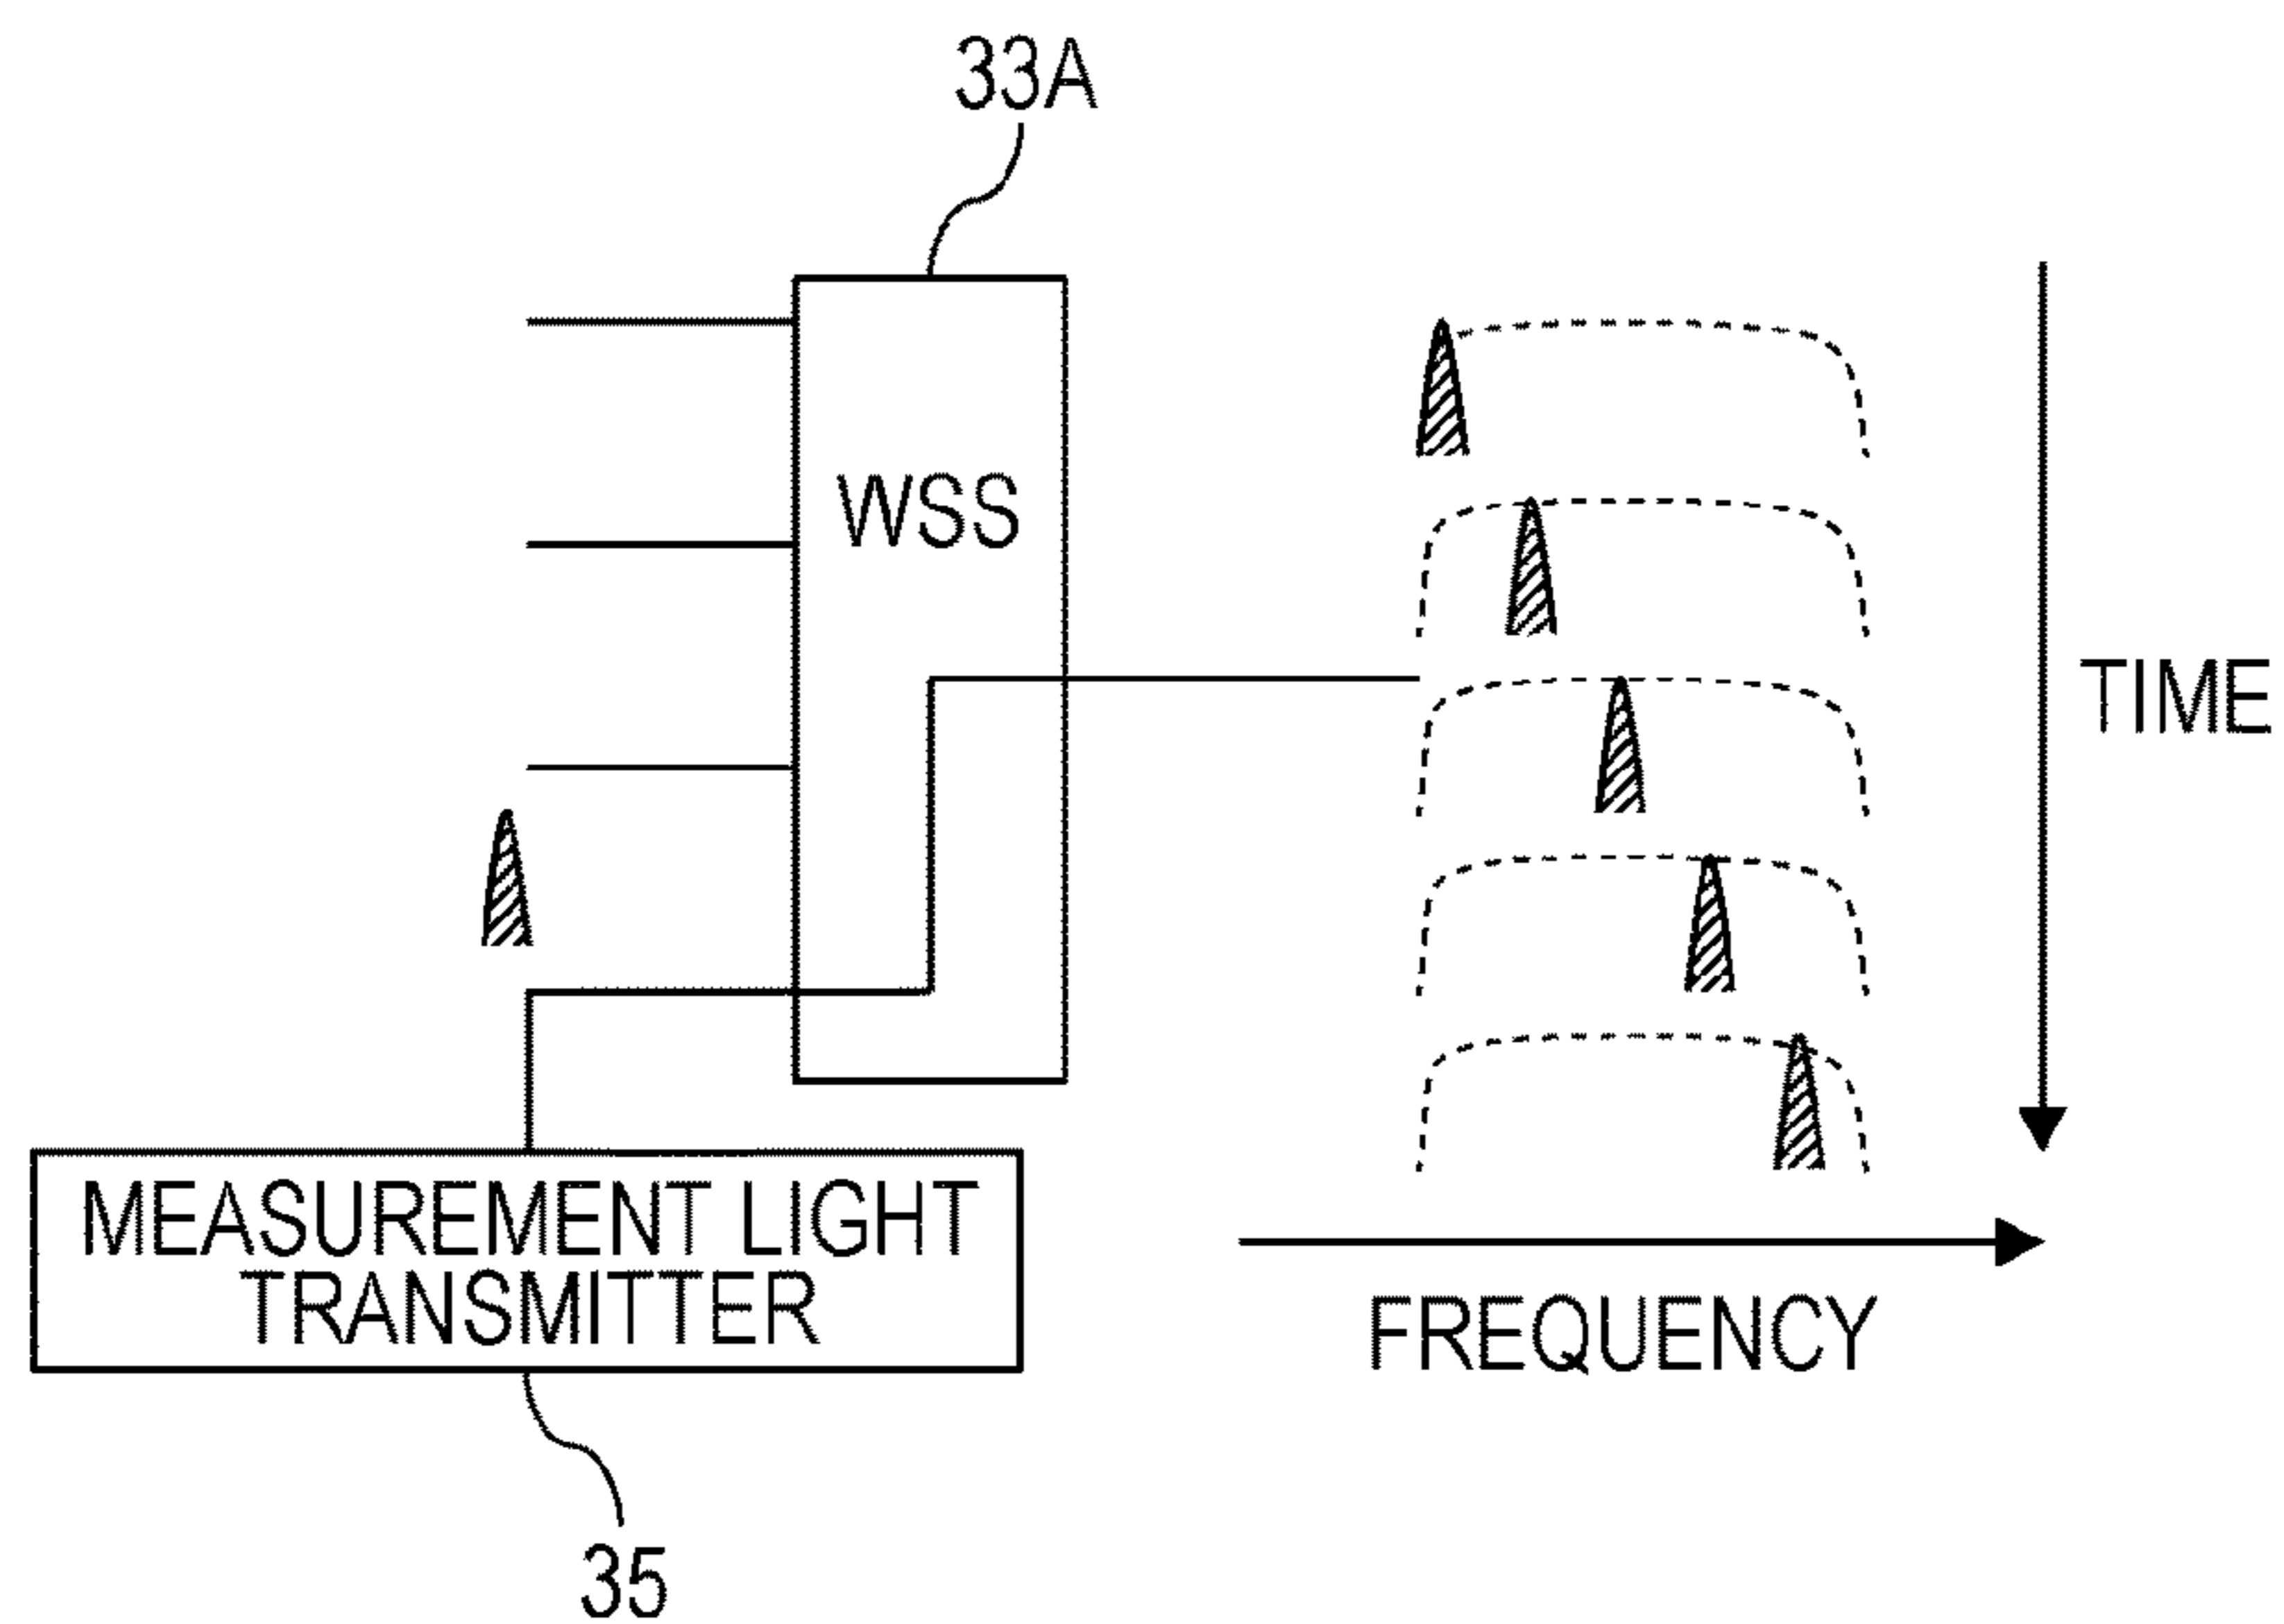 33A
WSS
TIME
MEASUREMENT LIGHT
TRANSMITTER
FREQUENCY
35